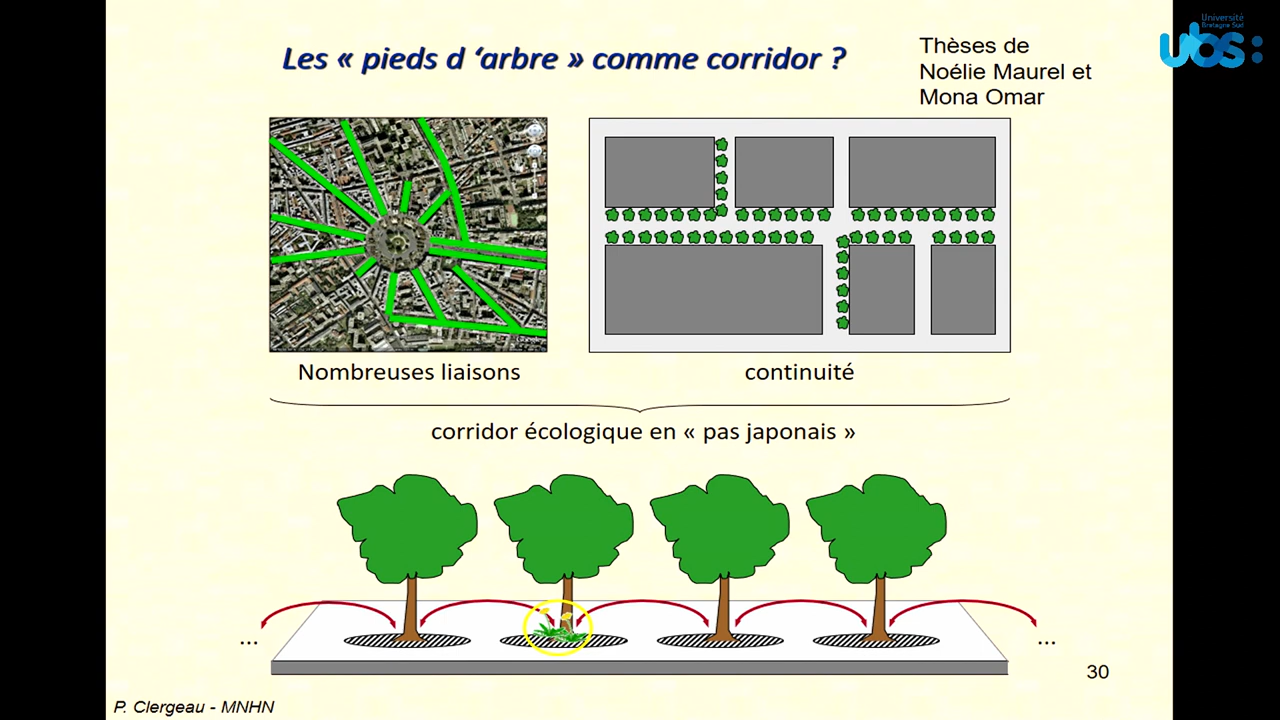 Université
Bretagne Sud
ubs:
Les « pieds d ‘arbre » comme corridor ?
Thèses de
Noélie Maurel et
Mona Omar
Nombreuses liaisons
continuité
corridor écologique en « pas japonais »
...
...
30
P. Clergeau - MNHN